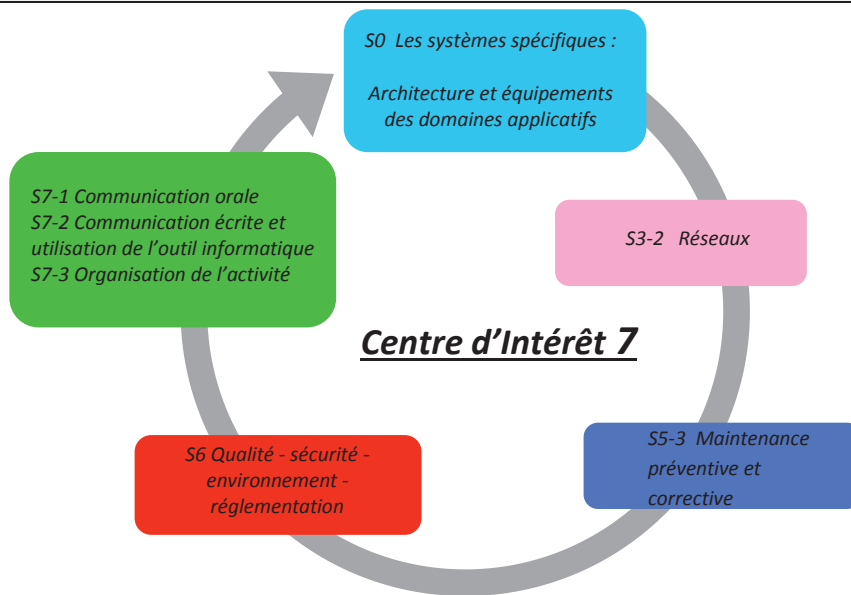 S0 Les systèmes spécifiques :
Architecture et équipements
des domaines applicatifs
S3-2 Réseaux
S5-3 Maintenance
préventive et
corrective
S6 Qualité - sécurité -
environnement -
réglementation
S7-1 Communication orale
S7-2 Communication écrite et
utilisation de l'outil informatique
S7-3 Organisation de l'activité
Centre d'Intérêt 7